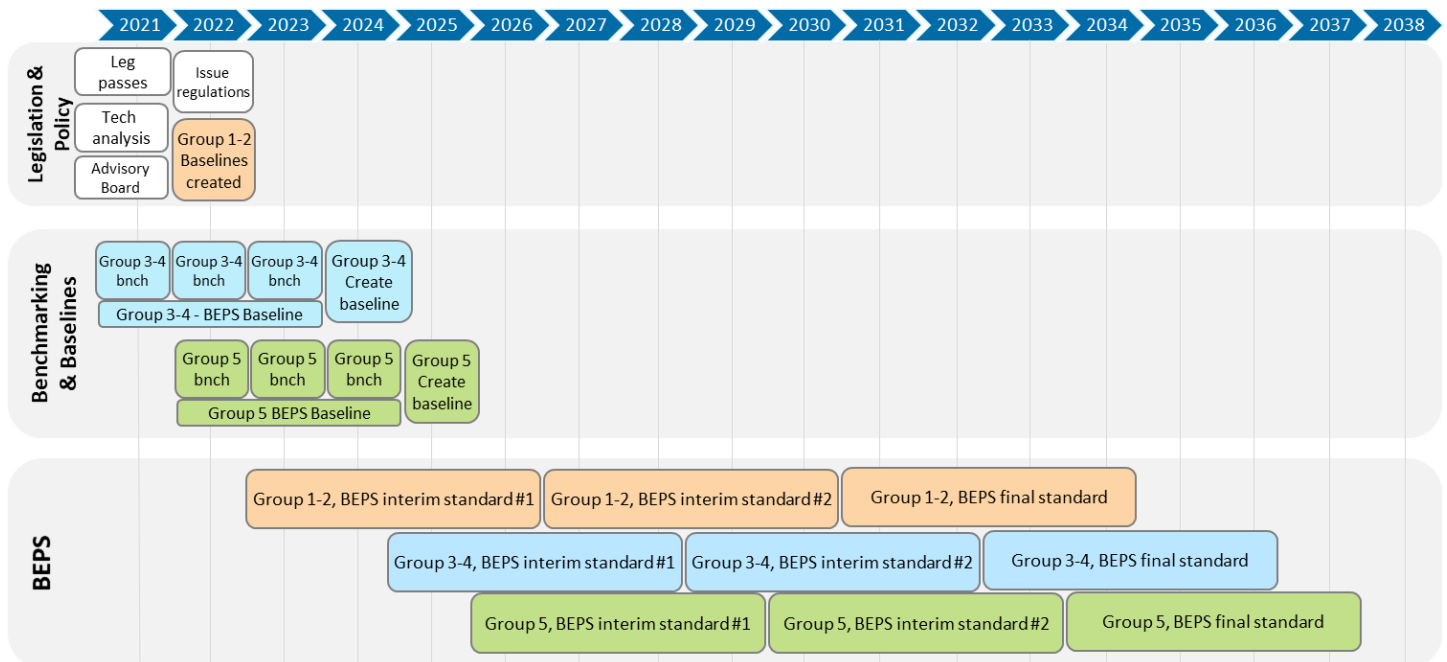 2021 2022 2023 2024 2025 2026 2027 2028 2029 2030 2031 2032 2033 2034 2035 2036 2037 2038
Legislation &
Policy
Leg
passes
Tech
analysis
Advisory
Board
Issue
regulations
Group 1-2
Baselines
created
Benchmarking
& Baselines
Group 3-4
bnch
Group 3-4
bnch
Group 3-4
bnch
Group 3-4
Create
baseline
Group 3-4 - BEPS Baseline
Group 5
bnch
Group 5
bnch
Group 5
bnch
Group 5
Create
baseline
Group 5 BEPS Baseline
BEPS
Group 1-2, BEPS interim standard #1
Group 1-2, BEPS interim standard #2
Group 1-2, BEPS final standard
Group 3-4, BEPS interim standard #1
Group 3-4, BEPS interim standard #2
Group 3-4, BEPS final standard
Group 5, BEPS interim standard #1
Group 5, BEPS interim standard #2
Group 5, BEPS final standard